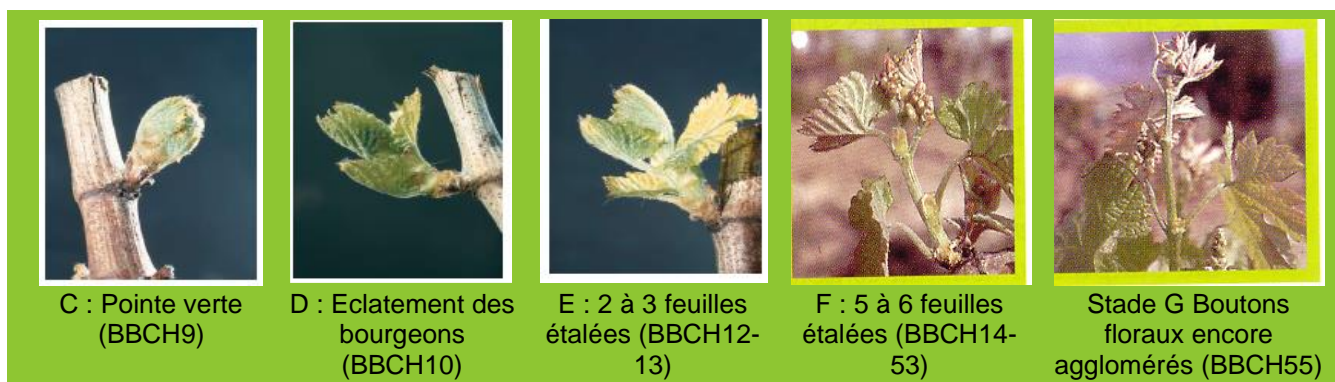 C : Pointe verte
(BBCH9)
D : Eclatement des
bourgeons
(BBCH10)
E : 2 à 3 feuilles
étalées (BBCH12-
13)
F : 5 à 6 feuilles
étalées (BBCH14-
53)
Stade G Boutons
floraux encore
agglomérés (BBCH55)